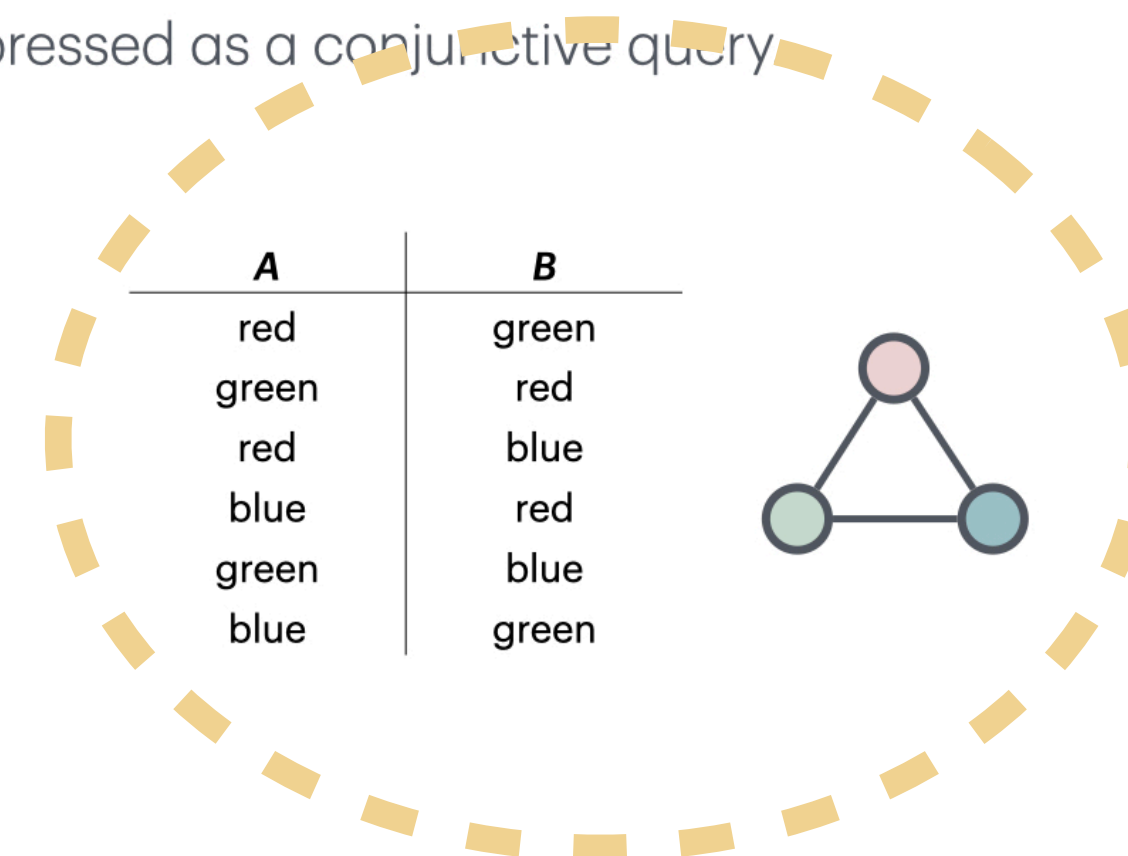 pressed as a conjunctive query
A B
red green
green red
red blue
blue red
green blue
blue green